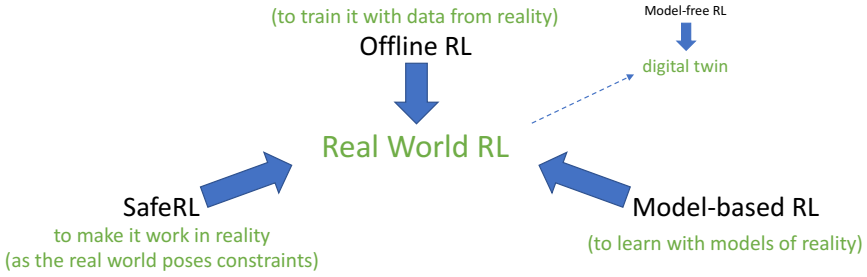 (to train it with data from reality)
Offline RL
Model-free RL
digital twin
Real World RL
SafeRL
to make it work in reality
(as the real world poses constraints)
Model-based RL
(to learn with models of reality)